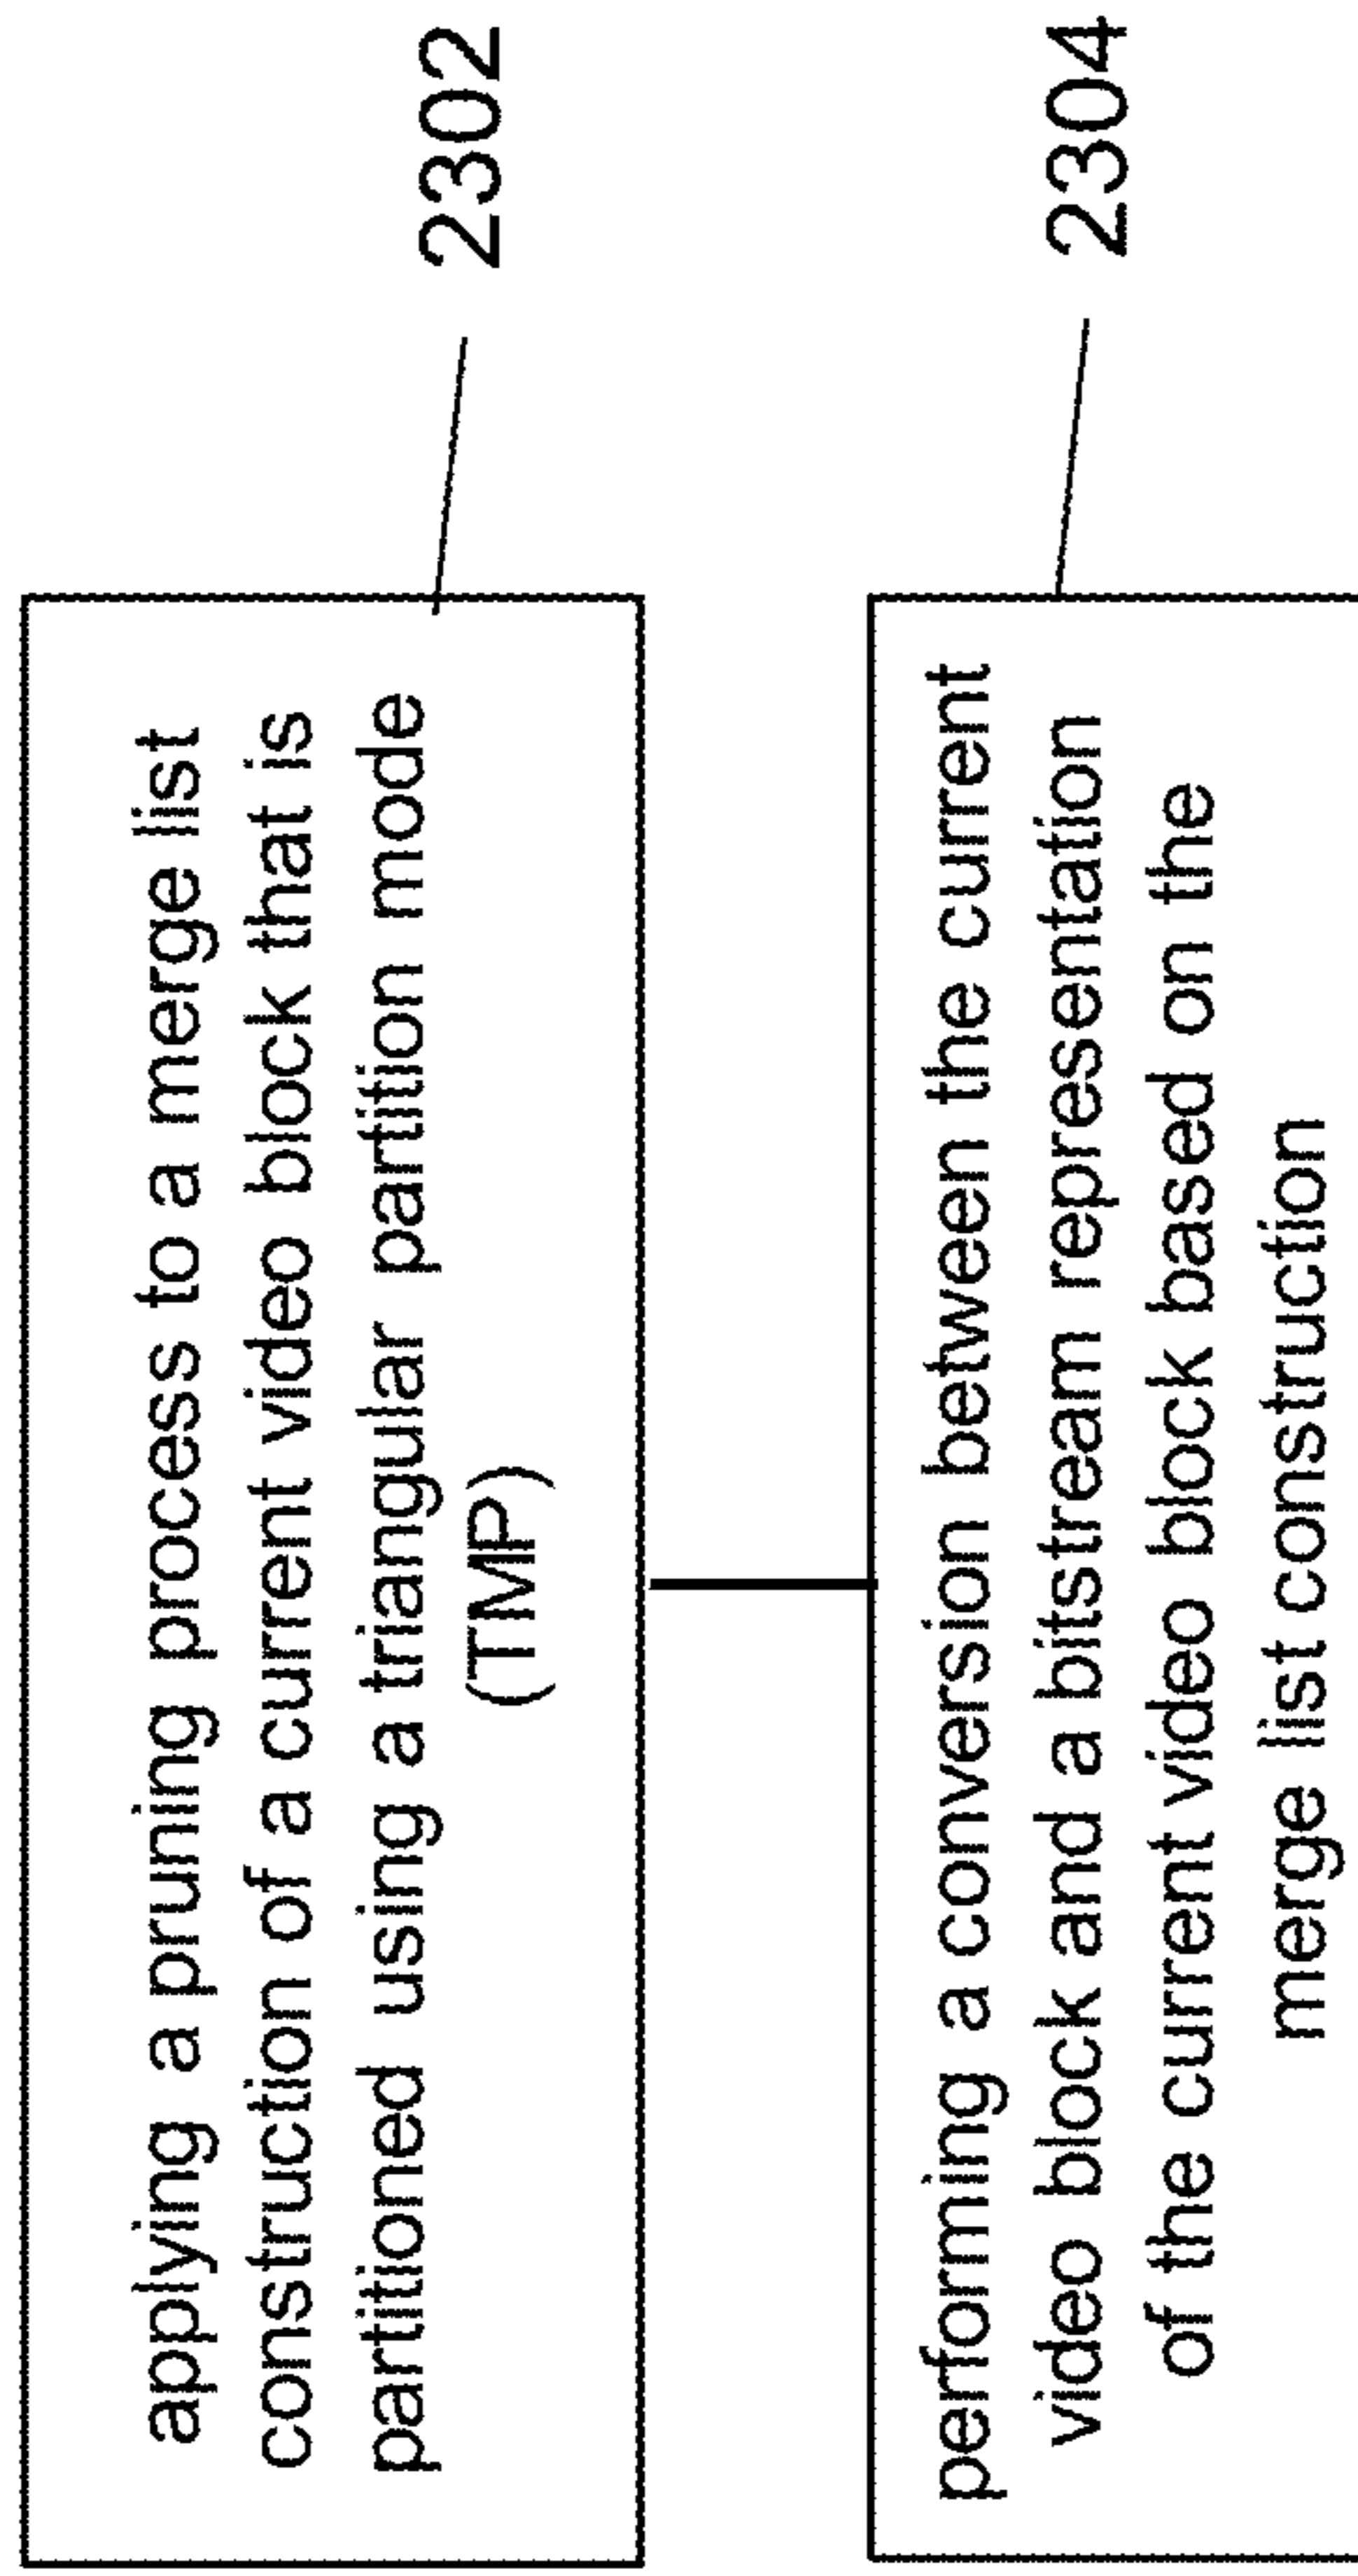 applying a pruning process to a merge list
construction of a current video block that is
partitioned using a triangular partition mode
(TMP)
2302
performing a conversion between the current
video block and a bitstream representation
of the current video block based on the
merge list construction
2304